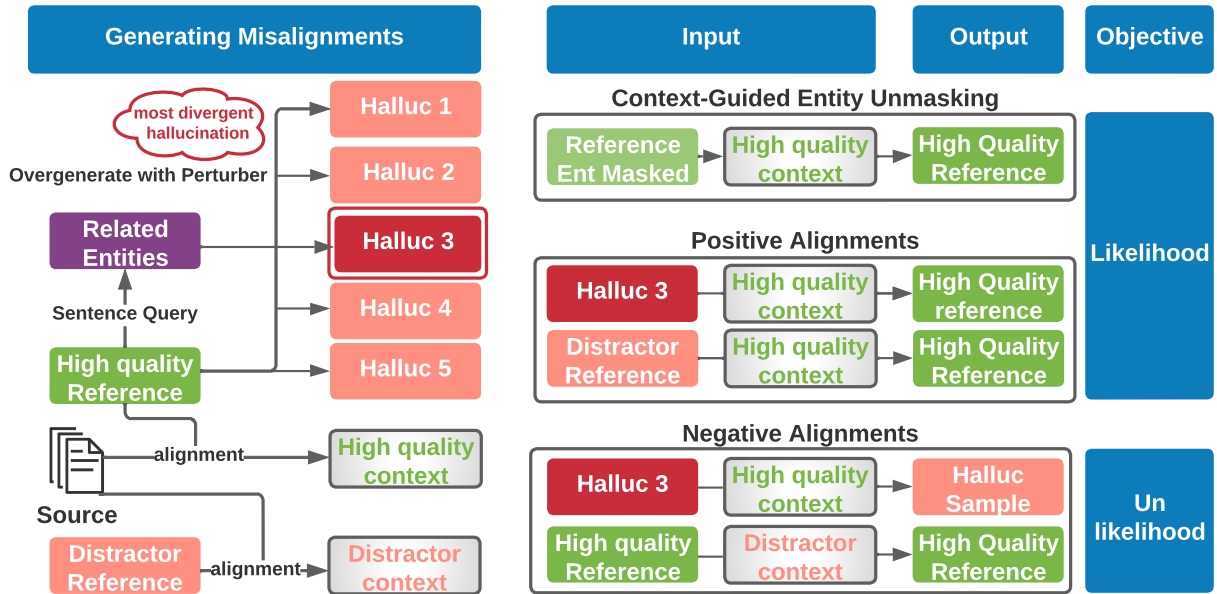 Generating Misalignments
most divergent
hallucination
Overgenerate with Perturber
Halluc 1
Halluc 2
Related
Entities
Halluc 3
Sentence Query
Halluc 4
High quality
Reference
Halluc 5
alignment
High quality
context
Source
Distractor
Reference
alignment
Distractor
context
Input
Output
Objective
Context-Guided Entity Unmasking
Reference
Ent Masked
High quality
context
High Quality
Reference
Positive Alignments
Halluc 3
High quality
context
High Quality
reference
Distractor
Reference
High quality
context
High Quality
Reference
Likelihood
Negative Alignments
Halluc 3
High quality
context
Halluc
Sample
High quality
Reference
Distractor
context
High Quality
Reference
Un
likelihood